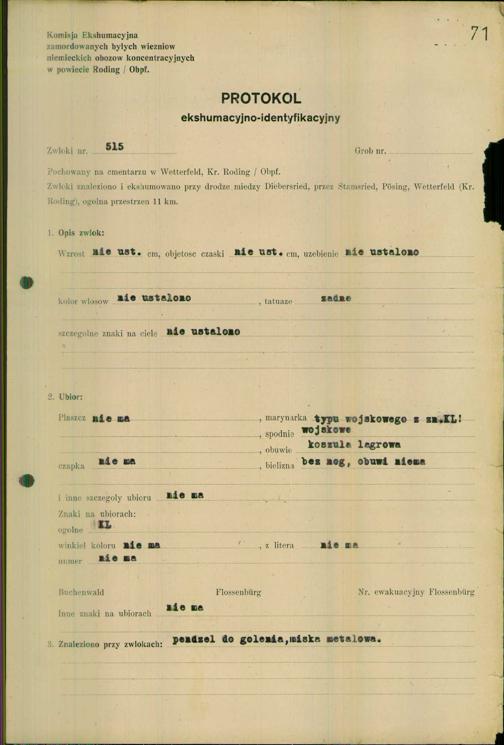 71
Komisja Ekshumacyjna
zamordowanych bylych wiezniow
niemieckich obozow koncentracyjnych
w powiecie Roding / Obpf.
PROTOKOL
ekshumacyjno-identyfikacyjny
Zwloki nr. 515 Grob nr.
Pochowany na cmentarzu w Wetterfeld, Kr. Roding / Obpf.
Zwloki znaleziono i ekshumowano przy drodze miedzy Diebersried, przez Stamsried, Pösing, Wetterfeld (Kr.
Roding), ogolna przestrzen 11 km.
1. Opis zwlok:
Wzrost nie ust. cm, objetosc czaski nie ust. cm, uzebienie nie ustalono
kolor wlosow nie ustalono , tatuaze zadne
szczegolne znaki na ciele nie ustalono
2. Ubior:
Plaszcz nie ma , marynarka typu wojskowego z zn.KL!
, spodnie wojskowe
, obuwie koszula lagrowa
czapka nie ma , bielizna bez nog, obuwi niema
i inne szczegoly ubioru nie ma
Znaki na ubiorach:
ogolne KL
winkiel koloru nie ma , z litera nie ma
numer nie ma
Buchenwald Flossenbürg Nr. ewakuacyjny Flossenbürg
Inne znaki na ubiorach nie ma
3. Znaleziono przy zwlokach: pendzel do golenia,miska metalowa.